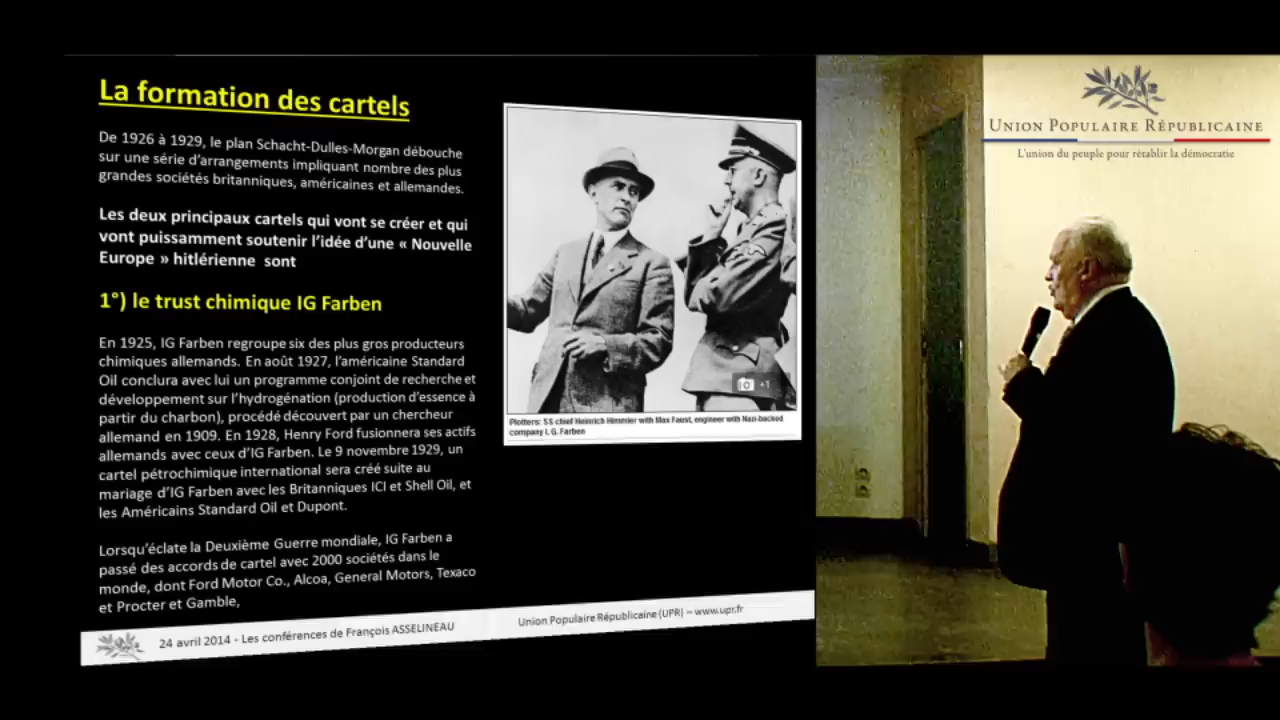 La formation des cartels
De 1926 à 1929, le plan Schacht-Dulles-Morgan débouche
sur une série d'arrangements impliquant nombre des plus
grandes sociétés britanniques, américaines et allemandes.
Les deux principaux cartels qui vont se créer et qui
vont puissamment soutenir l'idée d'une « Nouvelle
Europe » hitlérienne sont
1°) le trust chimique IG Farben
En 1925, IG Farben regroupe six des plus gros producteurs
chimiques allemands. En août 1927, l'américaine Standard
Oil conclura avec lui un programme conjoint de recherche et
développement sur l'hydrogénation (production d'essence à
partir du charbon), procédé découvert par un chercheur
allemand en 1909. En 1928, Henry Ford fusionnera ses actifs
allemands avec ceux d'IG Farben. Le 9 novembre 1929, un
cartel pétrochimique international sera créé suite au
mariage d'IG Farben avec les Britanniques ICI et Shell Oil, et
les Américains Standard Oil et Dupont.
Lorsqu'éclate la Deuxième Guerre mondiale, IG Farben a
passé des accords de cartel avec 2000 sociétés dans le
monde, dont Ford Motor Co., Alcoa, General Motors, Texaco
et Procter et Gamble,
+1
Plotters: SS chief Heinrich Himmler with Max Faust, engineer with Nazi-backed
company I. G. Farben
24 avril 2014 - Les conférences de François ASSELINEAU
Union Populaire Républicaine (UPR) – www.upr.fr
UNION POPULAIRE RÉPUBLICAINE
L'union du peuple pour rétablir la démocratie